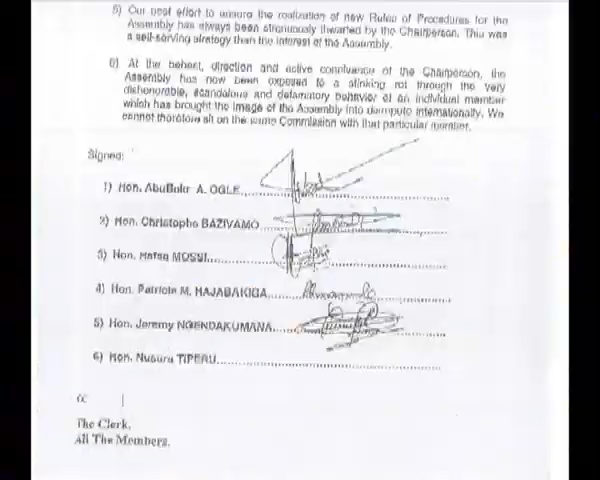 5) Our best effort to ensure the realization of new Rules of Procedures for the
Assembly has always been strenuously thwarted by the Chairperson. This was
a self-serving strategy than the interest of the Assembly.
6) At the behest, direction and active connivance of the Chairperson, the
Assembly has now been exposed to a stinking rot through the very
dishonorable, scandalous and defamatory behavior of an individual member
which has brought the image of the Assembly into disrepute internationally. We
cannot therefore sit on the same Commission with that particular member.
Signed:
1) Hon. AbuBakr A. OGLE
2) Hon. Christophe BAZIVAMO
3) Hon. Hafsa MOSSI
4) Hon. Patricia M. HAJABAKIGA
5) Hon. Jeremy NGENDAKUMANA
6) Hon. Nusura TIPERU
cc
The Clerk,
All The Members.